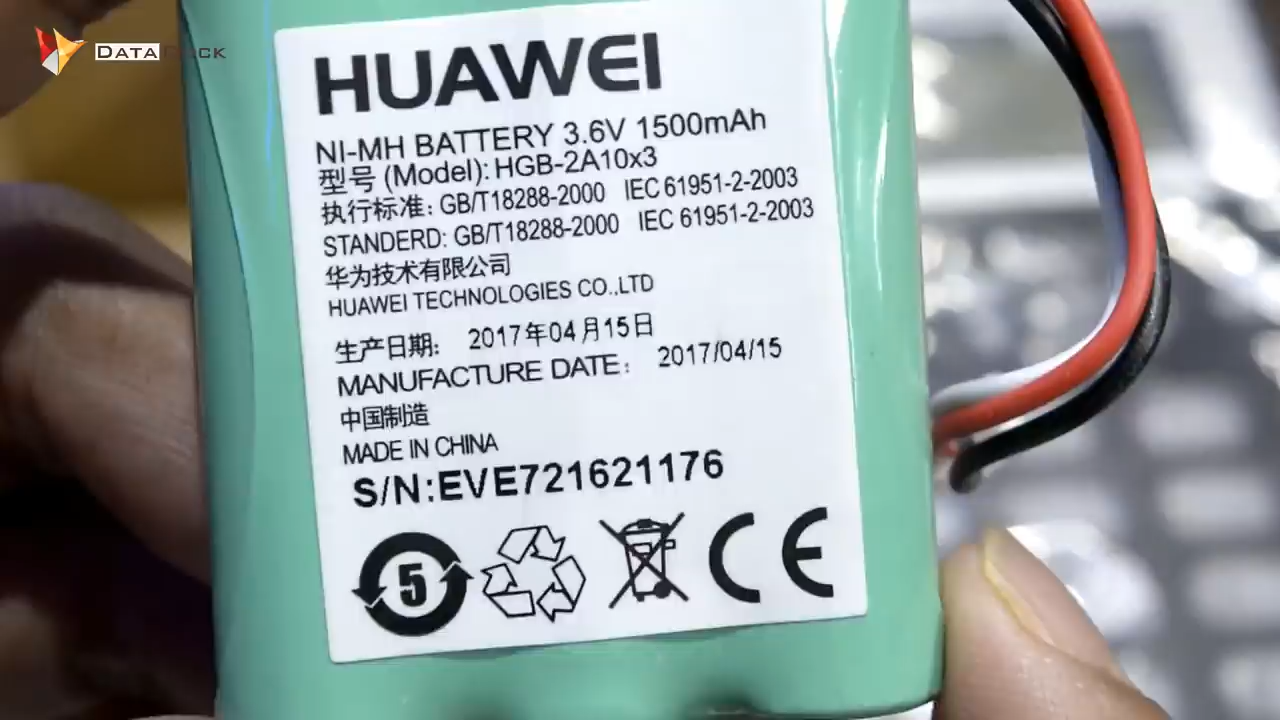 DATA
HUAWEI
NI-MH BATTERY 3.6V 1500mAh
型号 (Model): HGB-2A10x3
执行标准: GB/T18288-2000 IEC 61951-2-2003
STANDERD: GB/T18288-2000 IEC 61951-2-2003
华为技术有限公司
HUAWEI TECHNOLOGIES CO.,LTD
生产日期: 2017年04月15日
MANUFACTURE DATE: 2017/04/15
中国制造
MADE IN CHINA
S/N:EVE721621176
5
CE